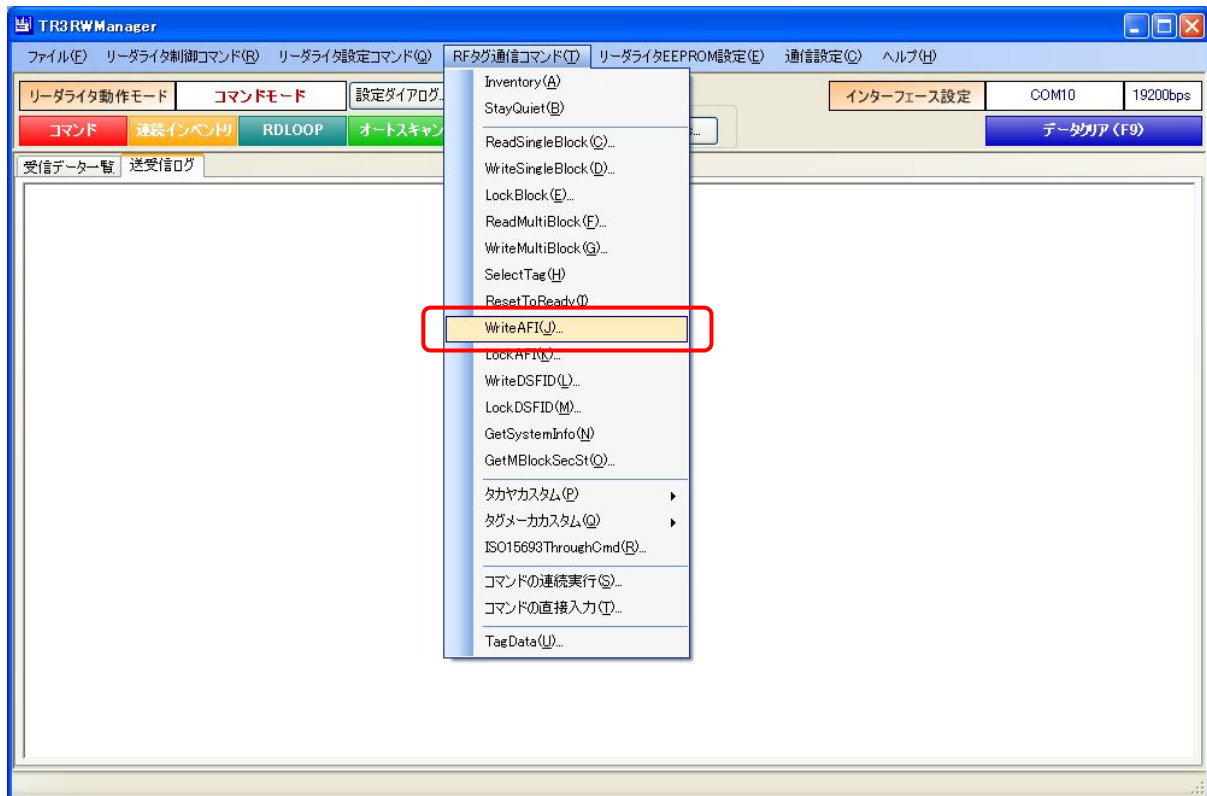 TR3RWManager
ファイル(F) リーダライタ制御コマンド(R) リーダライタ設定コマンド(Q) RFタグ通信コマンド(T) リーダライタEEPROM設定(E) 通信設定(C) ヘルプ(H)
リーダライタ動作モード コマンドモード 設定ダイアログ. インターフェース設定 COM10 19200bps
コマンド 連続インベントリ RDLOOP オートスキャン データクリア(F9)
受信データ一覧 送受信ログ
Inventory(A)
StayQuiet(B)
ReadSingleBlock(C)...
WriteSingleBlock(D)...
LockBlock(E)...
ReadMultiBlock(F)...
WriteMultiBlock(G)...
SelectTag(H)
ResetToReady(I)
WriteAFI(J)...
LockAFI(K)...
WriteDSFID(L)...
LockDSFID(M)...
GetSystemInfo(N)
GetMBlockSecSt(O)...
タカヤカスタム(P)
タグメーカカスタム(Q)
ISO15693ThroughCmd(R)...
コマンドの連続実行(S)...
コマンドの直接入力(T)...
TagData(U)...